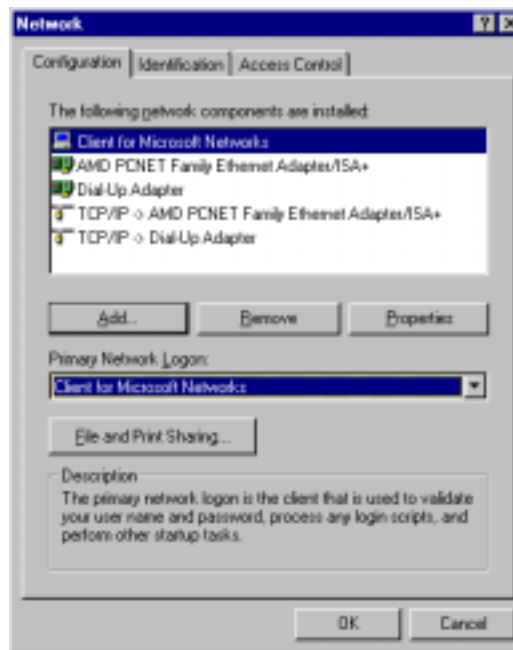 Network
Configuration Identification Access Control
The following network components are installed:
Client for Microsoft Networks
AMD PCNET Family Ethernet Adapter/ISA+
Dial-Up Adapter
TCP/IP -> AMD PCNET Family Ethernet Adapter/ISA+
TCP/IP -> Dial-Up Adapter
Add... Remove Properties
Primary Network Logon:
Client for Microsoft Networks
File and Print Sharing...
Description
The primary network logon is the client that is used to validate
your user name and password, process any login scripts, and
perform other startup tasks.
OK Cancel